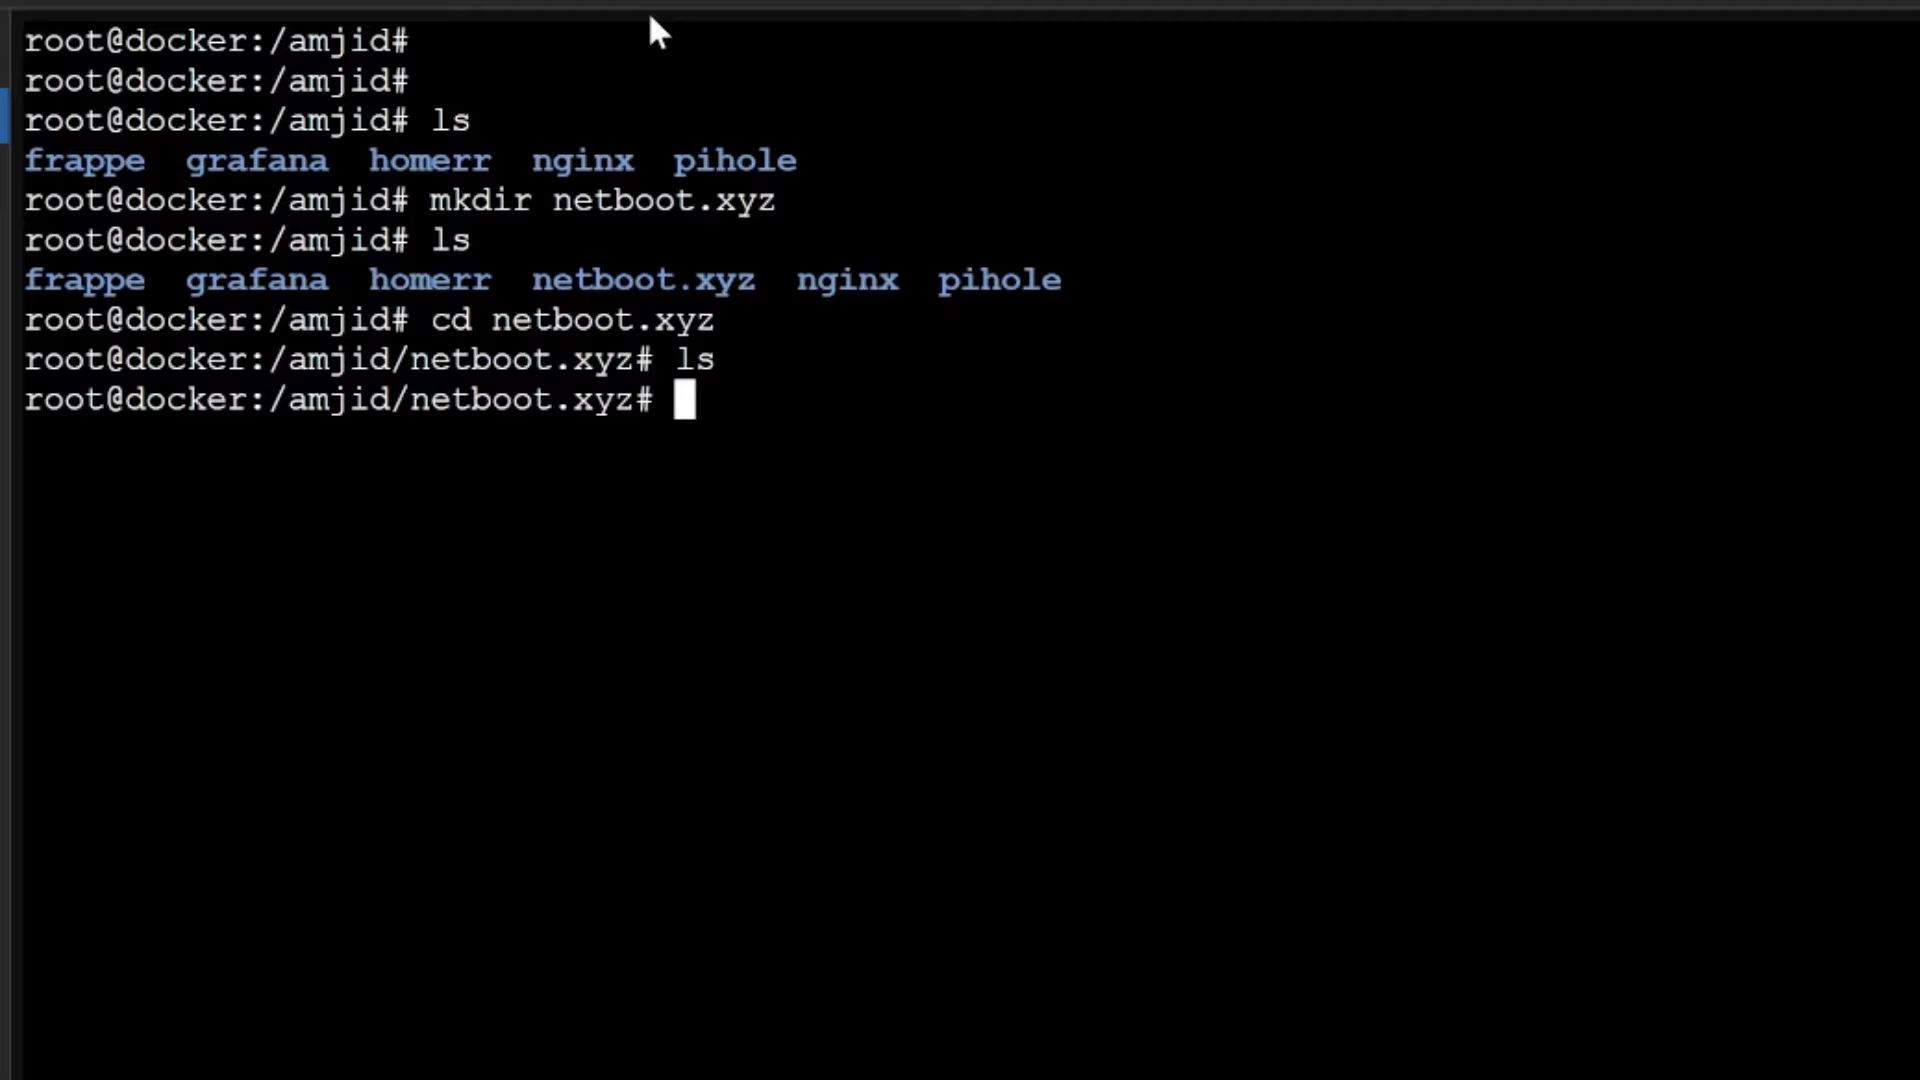 root@docker:/amjid#
root@docker:/amjid#
root@docker:/amjid# ls
frappe  grafana  homerr  nginx  pihole
root@docker:/amjid# mkdir netboot.xyz
root@docker:/amjid# ls
frappe  grafana  homerr  netboot.xyz  nginx  pihole
root@docker:/amjid# cd netboot.xyz
root@docker:/amjid/netboot.xyz# ls
root@docker:/amjid/netboot.xyz#